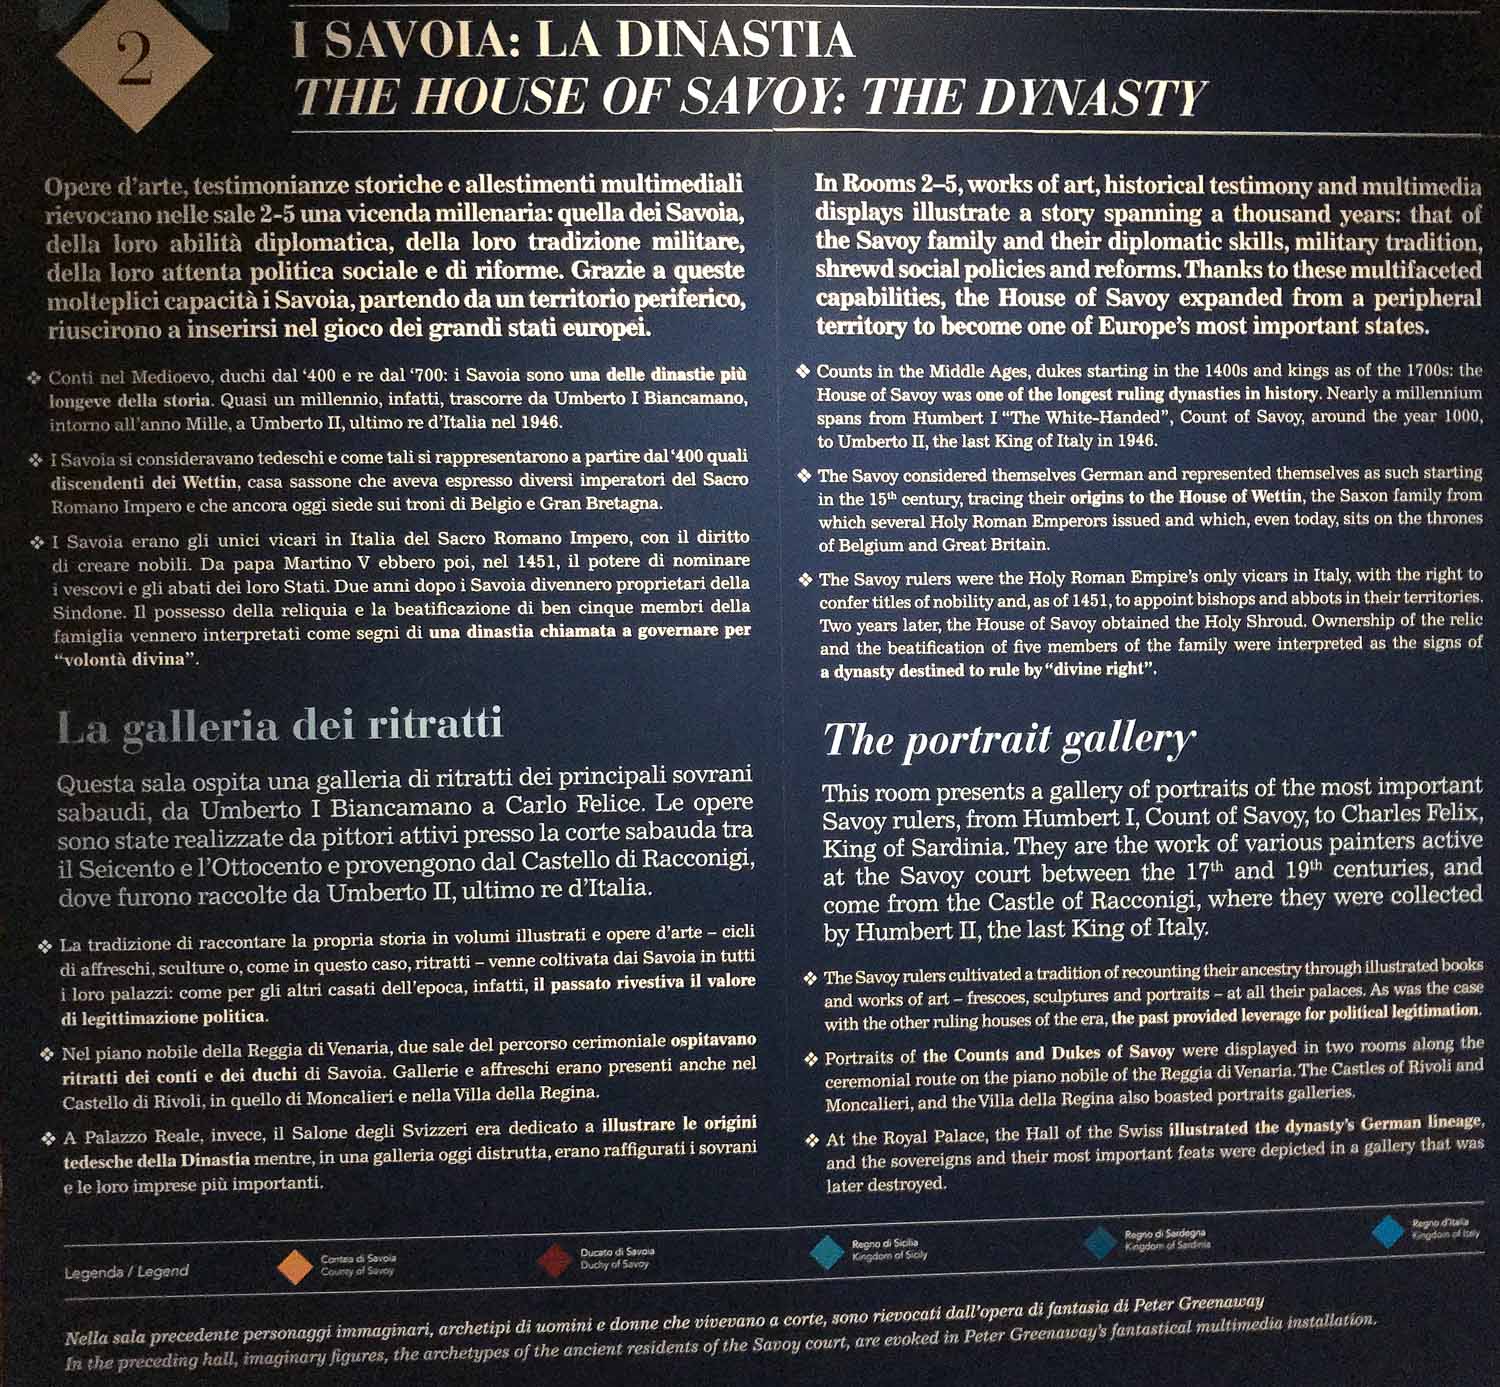 2
I SAVOIA: LA DINASTIA
THE HOUSE OF SAVOY: THE DYNASTY
Opere d'arte, testimonianze storiche e allestimenti multimediali
rievocano nelle sale 2-5 una vicenda millenaria: quella dei Savoia,
della loro abilità diplomatica, della loro tradizione militare,
della loro attenta politica sociale e di riforme. Grazie a queste
molteplici capacità i Savoia, partendo da un territorio periferico,
riuscirono a inserirsi nel gioco dei grandi stati europei.
❖ Conti nel Medioevo, duchi dal ‘400 e re dal ‘700: i Savoia sono una delle dinastie più
longeve della storia. Quasi un millennio, infatti, trascorre da Umberto I Biancamano,
intorno all'anno Mille, a Umberto II, ultimo re d'Italia nel 1946.
❖ I Savoia si consideravano tedeschi e come tali si rappresentarono a partire dal ‘400 quali
discendenti dei Wettin, casa sassone che aveva espresso diversi imperatori del Sacro
Romano Impero e che ancora oggi siede sui troni di Belgio e Gran Bretagna.
❖ I Savoia erano gli unici vicari in Italia del Sacro Romano Impero, con il diritto
di creare nobili. Da papa Martino V ebbero poi, nel 1451, il potere di nominare
i vescovi e gli abati dei loro Stati. Due anni dopo i Savoia divennero proprietari della
Sindone. Il possesso della reliquia e la beatificazione di ben cinque membri della
famiglia vennero interpretati come segni di una dinastia chiamata a governare per
“volontà divina”.
La galleria dei ritratti
Questa sala ospita una galleria di ritratti dei principali sovrani
sabaudi, da Umberto I Biancamano a Carlo Felice. Le opere
sono state realizzate da pittori attivi presso la corte sabauda tra
il Seicento e l'Ottocento e provengono dal Castello di Racconigi,
dove furono raccolte da Umberto II, ultimo re d'Italia.
❖ La tradizione di raccontare la propria storia in volumi illustrati e opere d'arte – cicli
di affreschi, sculture o, come in questo caso, ritratti – venne coltivata dai Savoia in tutti
i loro palazzi: come per gli altri casati dell'epoca, infatti, il passato rivestiva il valore
di legittimazione politica.
❖ Nel piano nobile della Reggia di Venaria, due sale del percorso cerimoniale ospitavano
ritratti dei conti e dei duchi di Savoia. Gallerie e affreschi erano presenti anche nel
Castello di Rivoli, in quello di Moncalieri e nella Villa della Regina.
❖ A Palazzo Reale, invece, il Salone degli Svizzeri era dedicato a illustrare le origini
tedesche della Dinastia mentre, in una galleria oggi distrutta, erano raffigurati i sovrani
e le loro imprese più importanti.
In Rooms 2–5, works of art, historical testimony and multimedia
displays illustrate a story spanning a thousand years: that of
the Savoy family and their diplomatic skills, military tradition,
shrewd social policies and reforms. Thanks to these multifaceted
capabilities, the House of Savoy expanded from a peripheral
territory to become one of Europe's most important states.
❖ Counts in the Middle Ages, dukes starting in the 1400s and kings as of the 1700s: the
House of Savoy was one of the longest ruling dynasties in history. Nearly a millennium
spans from Humbert I “The White-Handed”, Count of Savoy, around the year 1000,
to Umberto II, the last King of Italy in 1946.
❖ The Savoy considered themselves German and represented themselves as such starting
in the 15th century, tracing their origins to the House of Wettin, the Saxon family from
which several Holy Roman Emperors issued and which, even today, sits on the thrones
of Belgium and Great Britain.
❖ The Savoy rulers were the Holy Roman Empire's only vicars in Italy, with the right to
confer titles of nobility and, as of 1451, to appoint bishops and abbots in their territories.
Two years later, the House of Savoy obtained the Holy Shroud. Ownership of the relic
and the beatification of five members of the family were interpreted as the signs of
a dynasty destined to rule by “divine right”.
The portrait gallery
This room presents a gallery of portraits of the most important
Savoy rulers, from Humbert I, Count of Savoy, to Charles Felix,
King of Sardinia. They are the work of various painters active
at the Savoy court between the 17th and 19th centuries, and
come from the Castle of Racconigi, where they were collected
by Humbert II, the last King of Italy.
❖ The Savoy rulers cultivated a tradition of recounting their ancestry through illustrated books
and works of art – frescoes, sculptures and portraits – at all their palaces. As was the case
with the other ruling houses of the era, the past provided leverage for political legitimation.
❖ Portraits of the Counts and Dukes of Savoy were displayed in two rooms along the
ceremonial route on the piano nobile of the Reggia di Venaria. The Castles of Rivoli and
Moncalieri, and the Villa della Regina also boasted portraits galleries.
❖ At the Royal Palace, the Hall of the Swiss illustrated the dynasty's German lineage,
and the sovereigns and their most important feats were depicted in a gallery that was
later destroyed.
Legenda / Legend
Contea di Savoia
County of Savoy
Ducato di Savoia
Duchy of Savoy
Regno di Sicilia
Kingdom of Sicily
Regno di Sardegna
Kingdom of Sardinia
Regno d'Italia
Kingdom of Italy
Nella sala precedente personaggi immaginari, archetipi di uomini e donne che vivevano a corte, sono rievocati dall'opera di fantasia di Peter Greenaway
In the preceding hall, imaginary figures, the archetypes of the ancient residents of the Savoy court, are evoked in Peter Greenaway's fantastical multimedia installation.